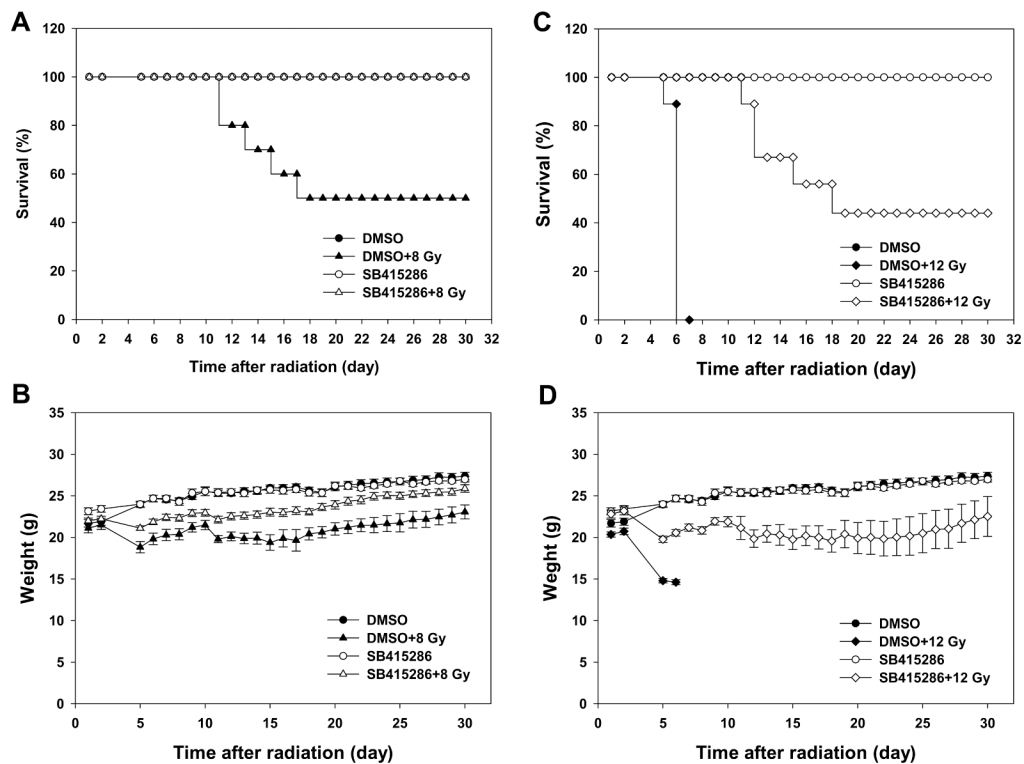 A
120
100
80
60
40
20
0
Survival (%)
DMSO
DMSO+8 Gy
SB415286
SB415286+8 Gy
0 2 4 6 8 10 12 14 16 18 20 22 24 26 28 30 32
Time after radiation (day)
C
120
100
80
60
40
20
0
Survival (%)
DMSO
DMSO+12 Gy
SB415286
SB415286+12 Gy
0 2 4 6 8 10 12 14 16 18 20 22 24 26 28 30 32
Time after radiation (day)
B
35
30
25
20
15
10
5
0
Weight (g)
DMSO
DMSO+8 Gy
SB415286
SB415286+8 Gy
0 5 10 15 20 25 30
Time after radiation (day)
D
35
30
25
20
15
10
5
0
Weght (g)
DMSO
DMSO+12 Gy
SB415286
SB415286+12 Gy
0 5 10 15 20 25 30
Time after radiation (day)